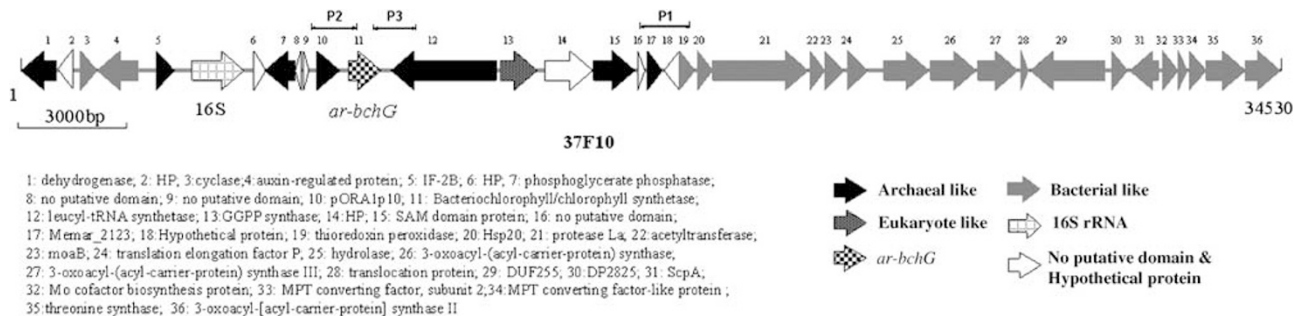 P2 P3 P1
1 2 3 4 5 6 7 8 9 10 11 12 13 14 15 16 17 18 19 20 21 22 23 24 25 26 27 28 29 30 31 32 33 34 35 36
1 16S ar-bchG 34530
3000bp
37F10
1: dehydrogenase; 2: HP; 3:cyclase;4:auxin-regulated protein; 5: IF-2B; 6: HP; 7: phosphoglycerate phosphatase;
8: no putative domain; 9: no putative domain; 10: pORA1p10; 11: Bacteriochlorophyll/chlorophyll synthetase;
12: leucyl-tRNA synthetase; 13:GGPP synthase; 14:HP; 15: SAM domain protein; 16: no putative domain;
17: Memar_2123; 18:Hypothetical protein; 19: thioredoxin peroxidase; 20:Hsp20; 21: protease La; 22:acetyltransferase;
23: moaB; 24: translation elongation factor P; 25: hydrolase; 26: 3-oxoacyl-(acyl-carrier-protein) synthase;
27: 3-oxoacyl-(acyl-carrier-protein) synthase III; 28: translocation protein; 29: DUF255; 30:DP2825; 31: ScpA;
32: Mo cofactor biosynthesis protein; 33: MPT converting factor, subunit 2;34:MPT converting factor-like protein ;
35:threonine synthase; 36: 3-oxoacyl-[acyl-carrier-protein] synthase II
Archaeal like
Bacterial like
Eukaryote like
16S rRNA
ar-bchG
No putative domain &
Hypothetical protein